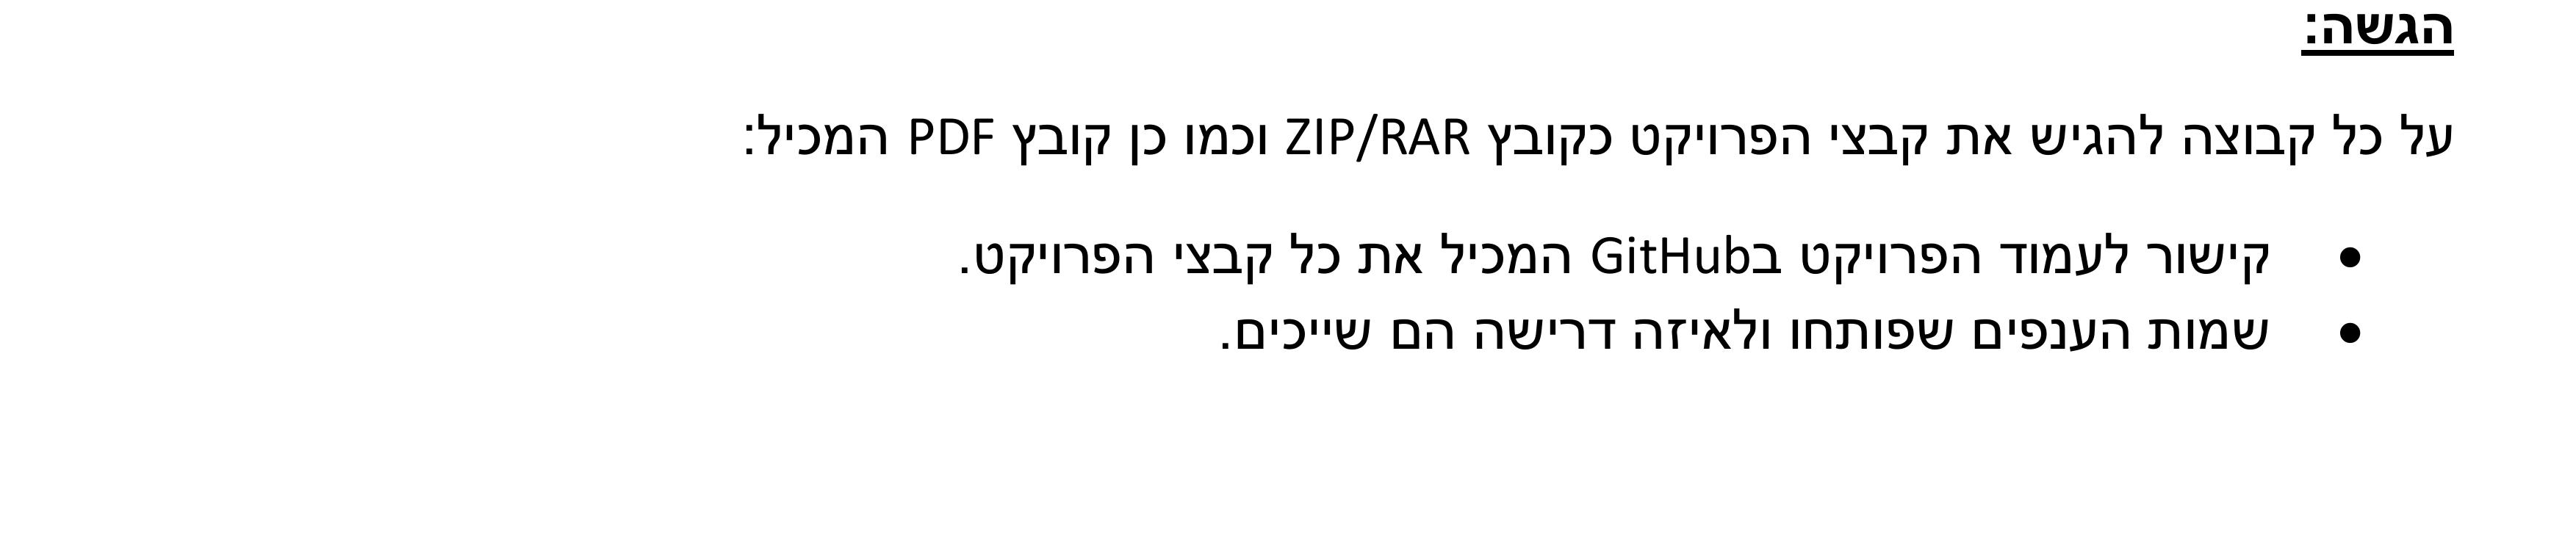 הגשה:
על כל קבוצה להגיש את קבצי הפרויקט כקובץ ZIP/RAR וכמו כן קובץ PDF המכיל:
• קישור לעמוד הפרויקט בGitHub המכיל את כל קבצי הפרויקט.
• שמות הענפים שפותחו ולאיזה דרישה הם שייכים.